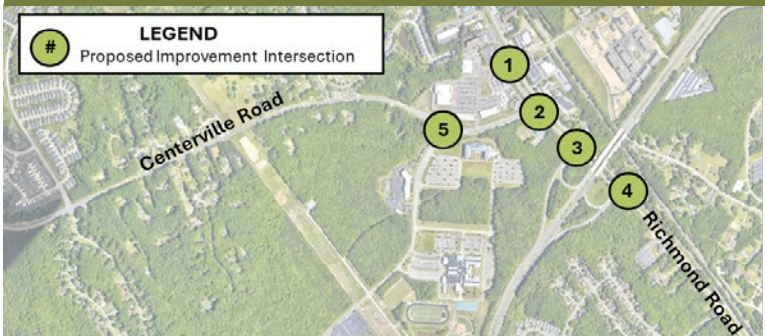 LEGEND
#
Proposed Improvement Intersection
1
2
3
4
5
Centerville Road
Richmond Road